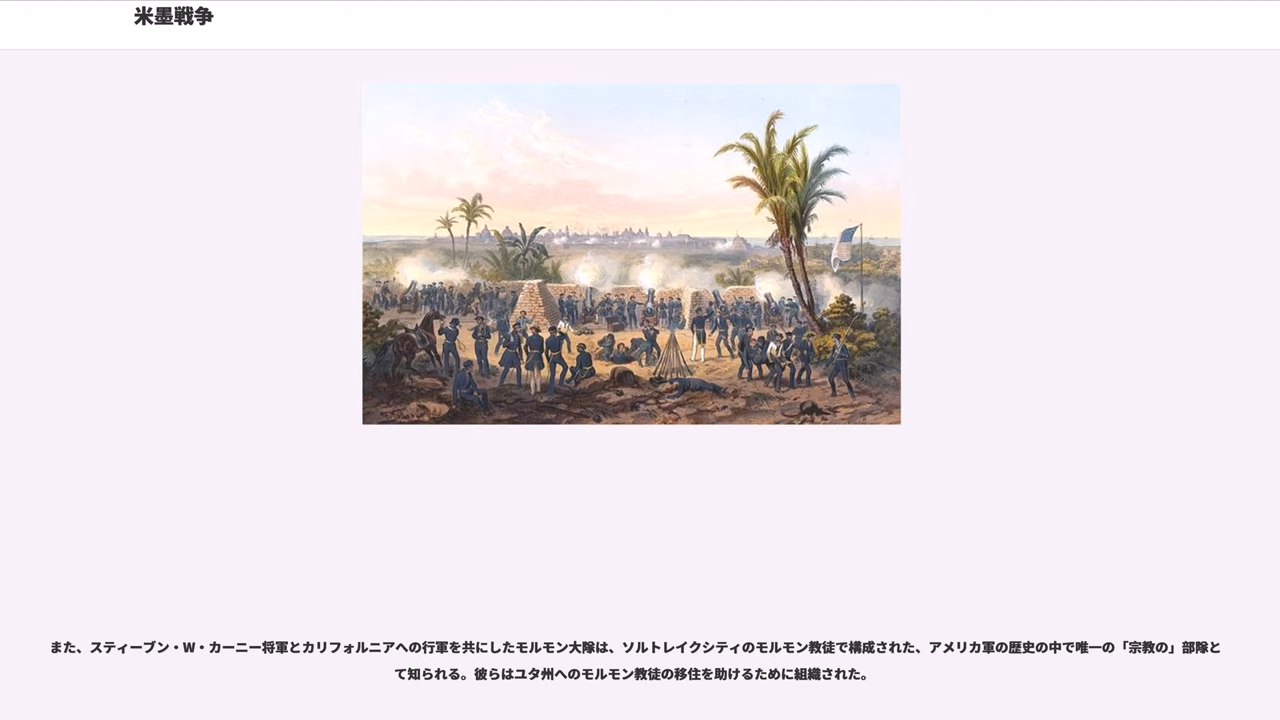 米墨戦争
また、スティーブン・W・カーニー将軍とカリフォルニアへの行軍を共にしたモルモン大隊は、ソルトレイクシティのモルモン教徒で構成された、アメリカ軍の歴史の中で唯一の「宗教の」部隊と
て知られる。彼らはユタ州へのモルモン教徒の移住を助けるために組織された。